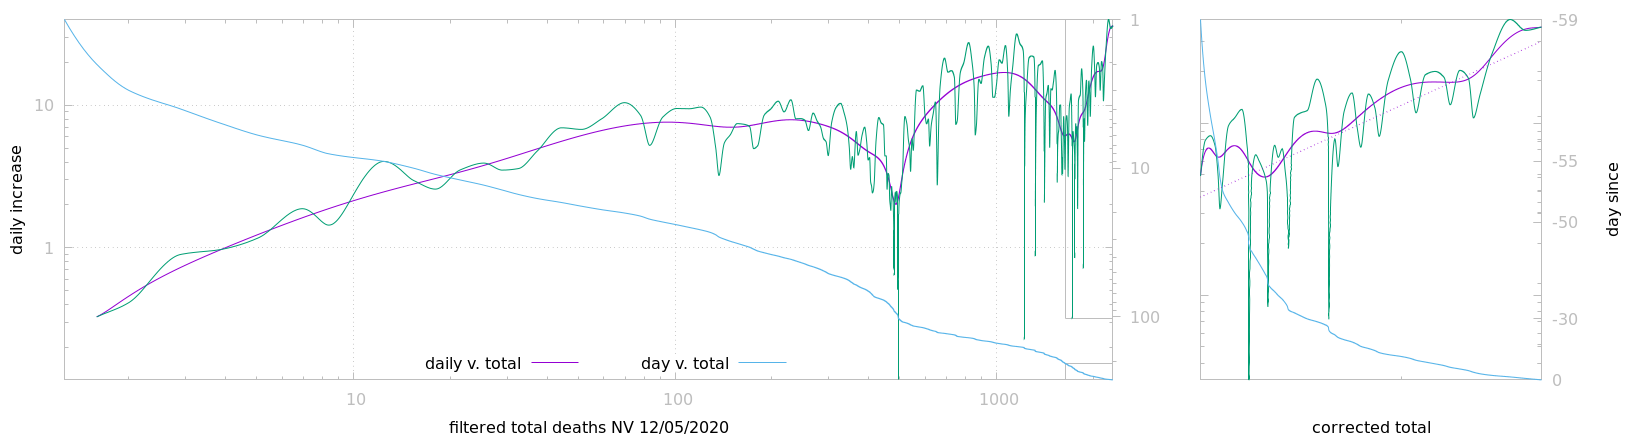 daily increase
10
1
1
10
100
daily v. total
day v. total
10
100
1000
filtered total deaths NV 12/05/2020
-59
-55
-50
-30
0
day since
corrected total